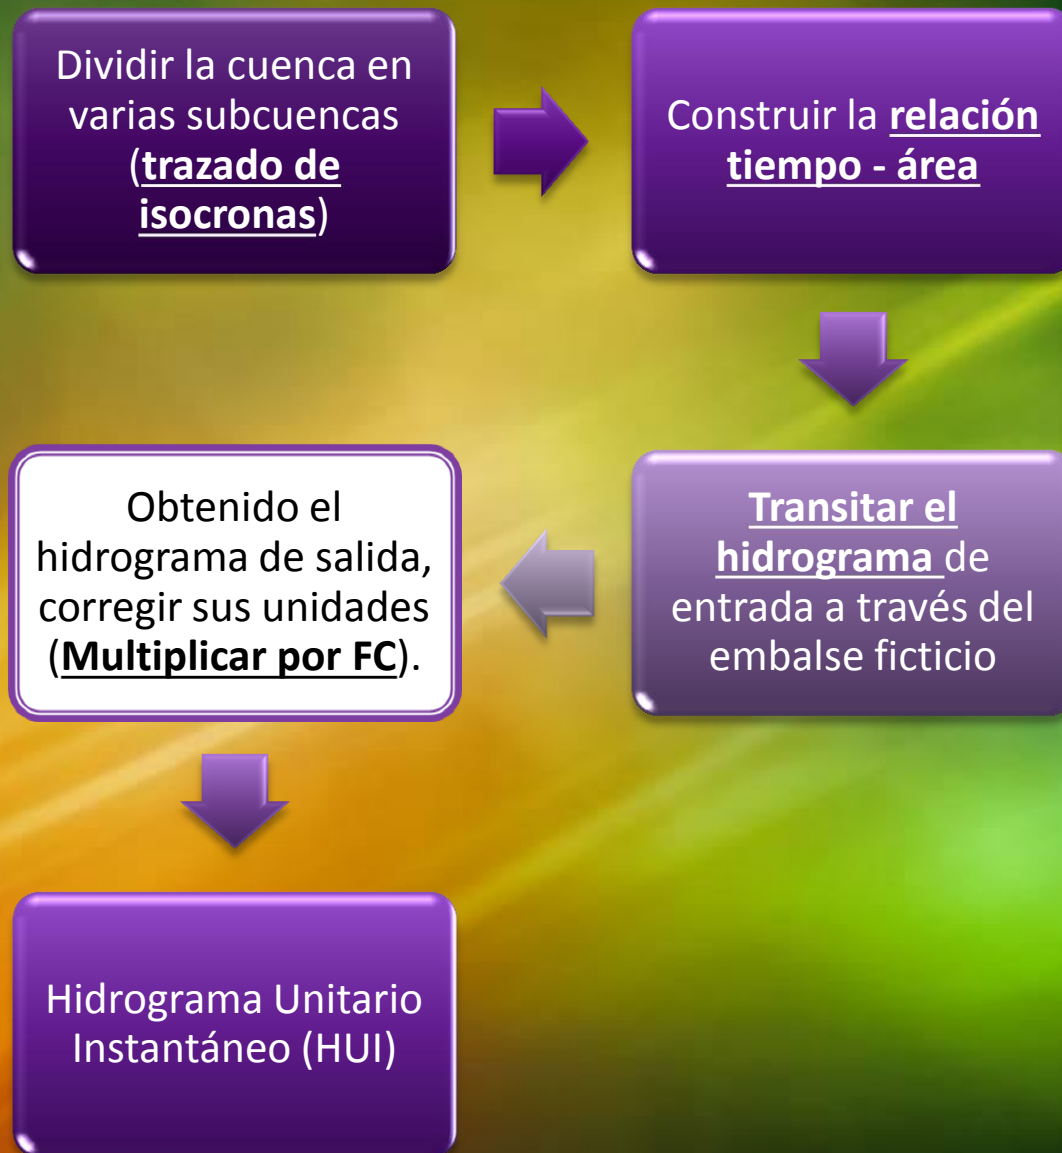 Dividir la cuenca en
varias subcuencas
(trazado de
isocronas)
Construir la relación
tiempo - área
Transitar el
hidrograma de
entrada a través del
embalse ficticio
Obtenido el
hidrograma de salida,
corregir sus unidades
(Multiplicar por FC).
Hidrograma Unitario
Instantáneo (HUI)